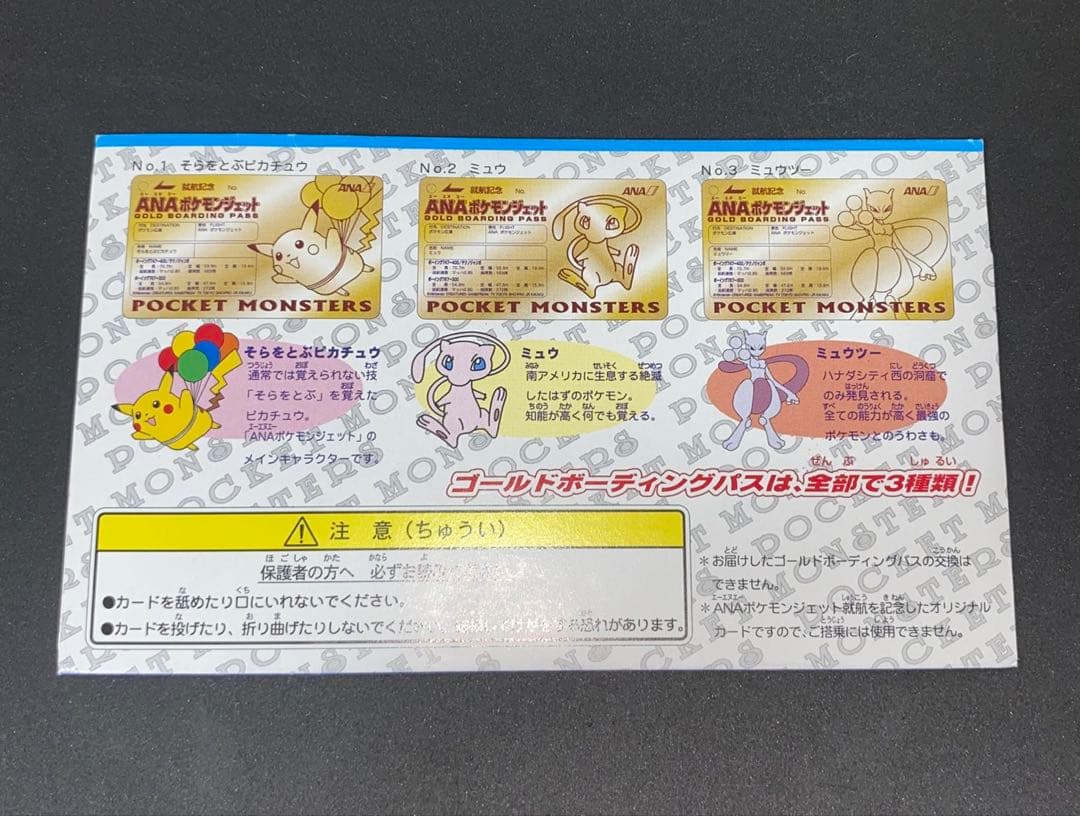 No.1 そらをとぶピカチュウ
No.2 ミュウ
No.3 ミュウツー
就航記念 No. ANA
ANAポケモンジェット
GOLD BOARDING PASS
POCKET MONSTERS
就航記念 No. ANA
ANAポケモンジェット
GOLD BOARDING PASS
POCKET MONSTERS
就航記念 No. ANA
ANAポケモンジェット
GOLD BOARDING PASS
POCKET MONSTERS
そらをとぶピカチュウ
通常では覚えられない技
「そらをとぶ」を覚えた
ピカチュウ。
「ANAポケモンジェット」の
メインキャラクターです。
ミュウ
南アメリカに生息する絶滅
したはずのポケモン。
知能が高く何でも覚える。
ミュウツー
ハナダシティ西の洞窟で
のみ発見される。
全ての能力が高く最強の
ポケモンとのうわさも。
ゴールドボーディングパスは、全部で3種類！
注 意（ちゅうい）
保護者の方へ 必ずお
●カードを舐めたり口にいれないでください。
●カードを投げたり、折り曲げたりしないでくだ 恐れがあります。
＊お届けしたゴールドボーディングパスの交換は
できません。
＊ANAポケモンジェット就航を記念したオリジナル
カードですので、ご搭乗には使用できません。